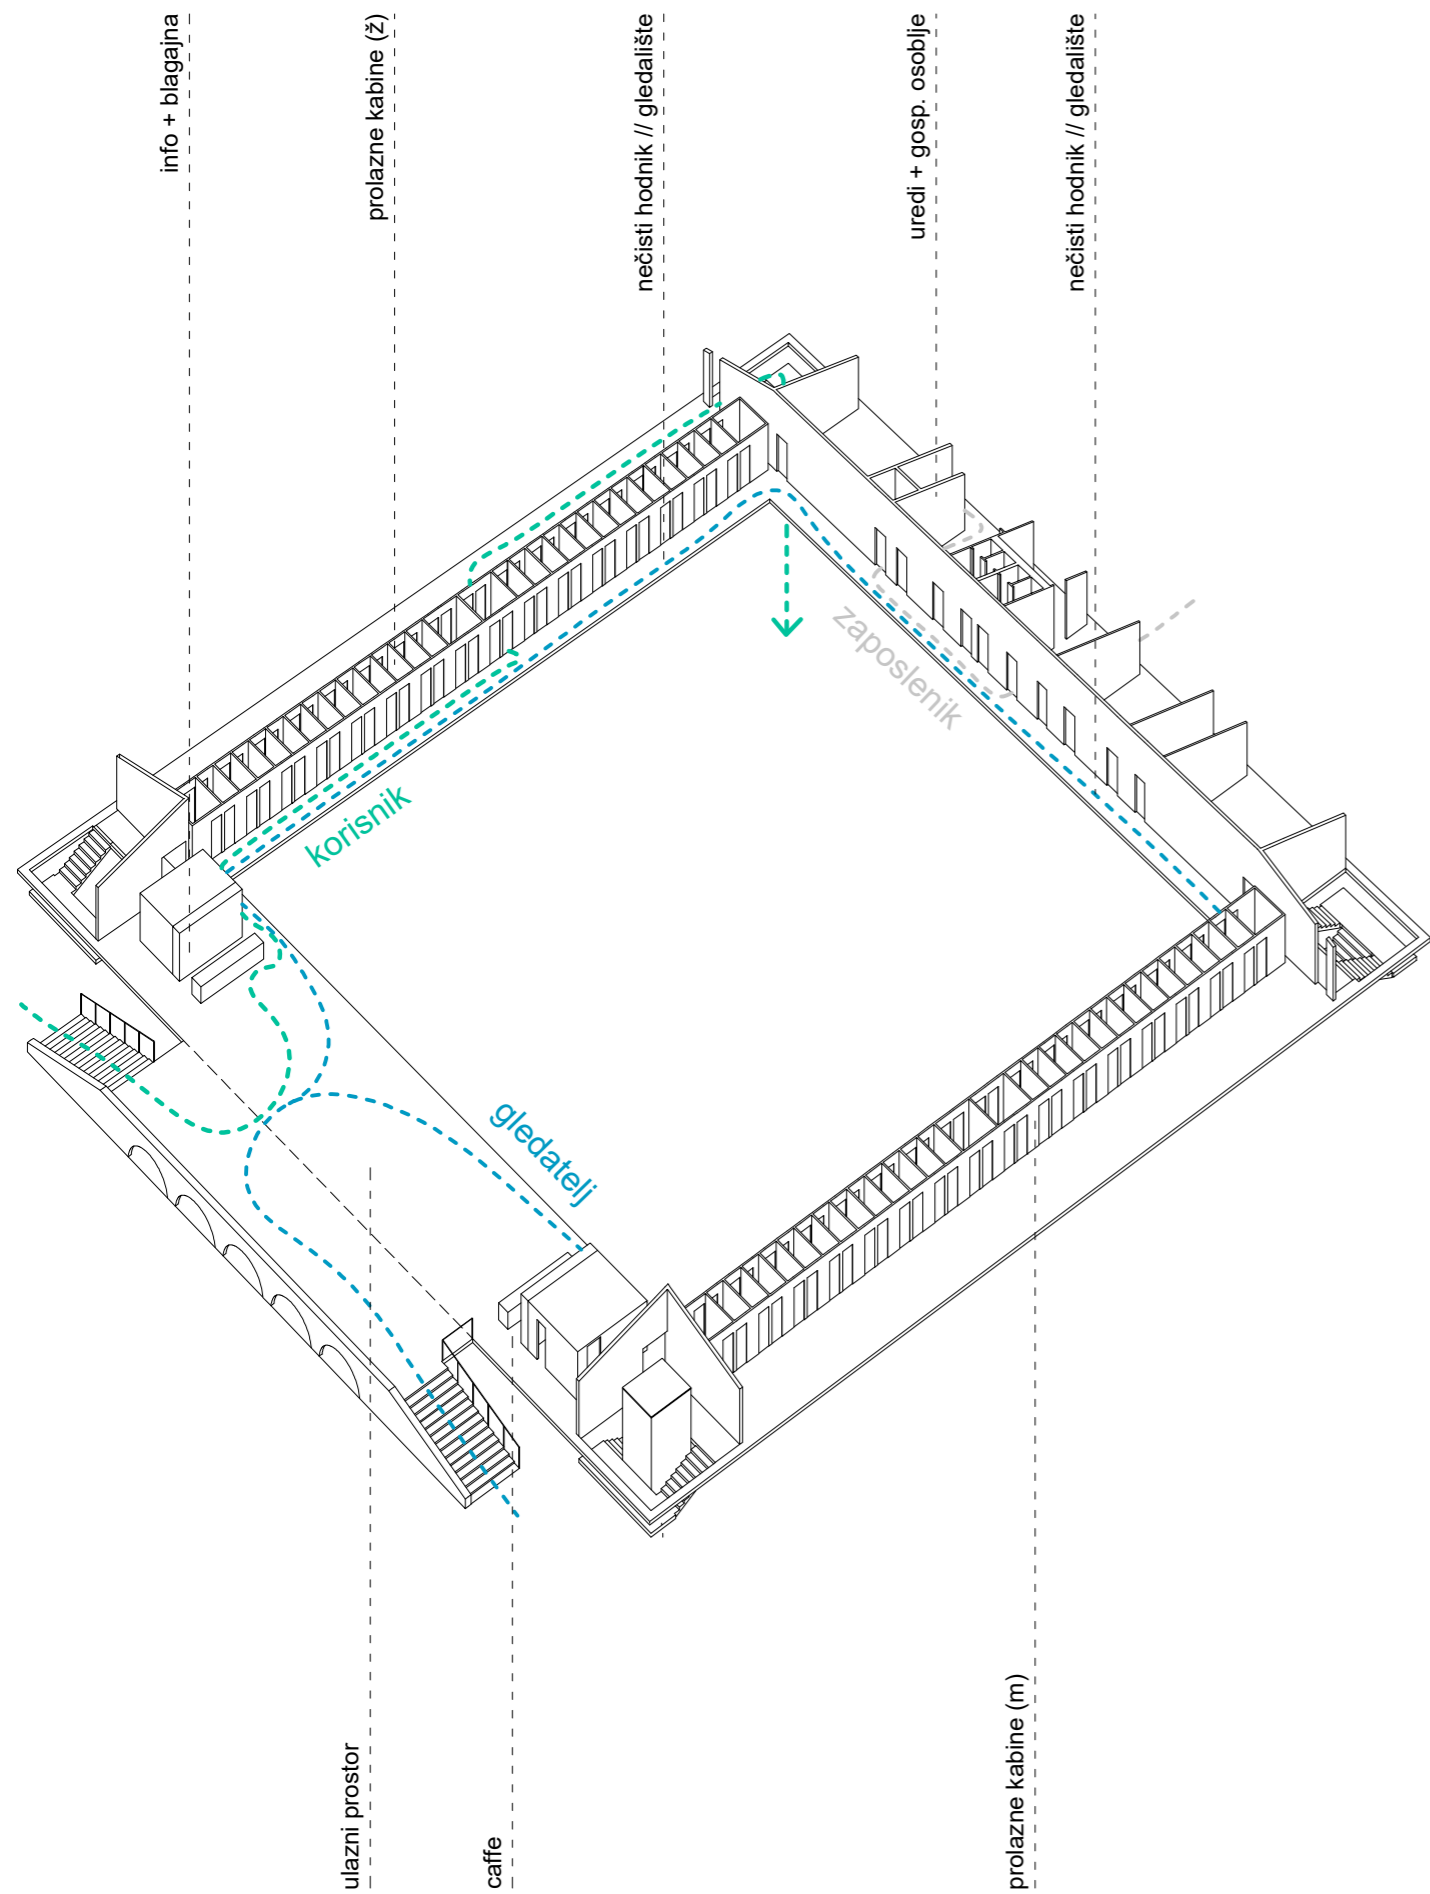 info + blagajna
prolazne kabine (ž)
nečisti hodnik // gledalište
uredi + gosp. osoblje
nečisti hodnik // gledalište
zaposlenik
korisnik
gledatelj
ulazni prostor
caffe
prolazne kabine (m)